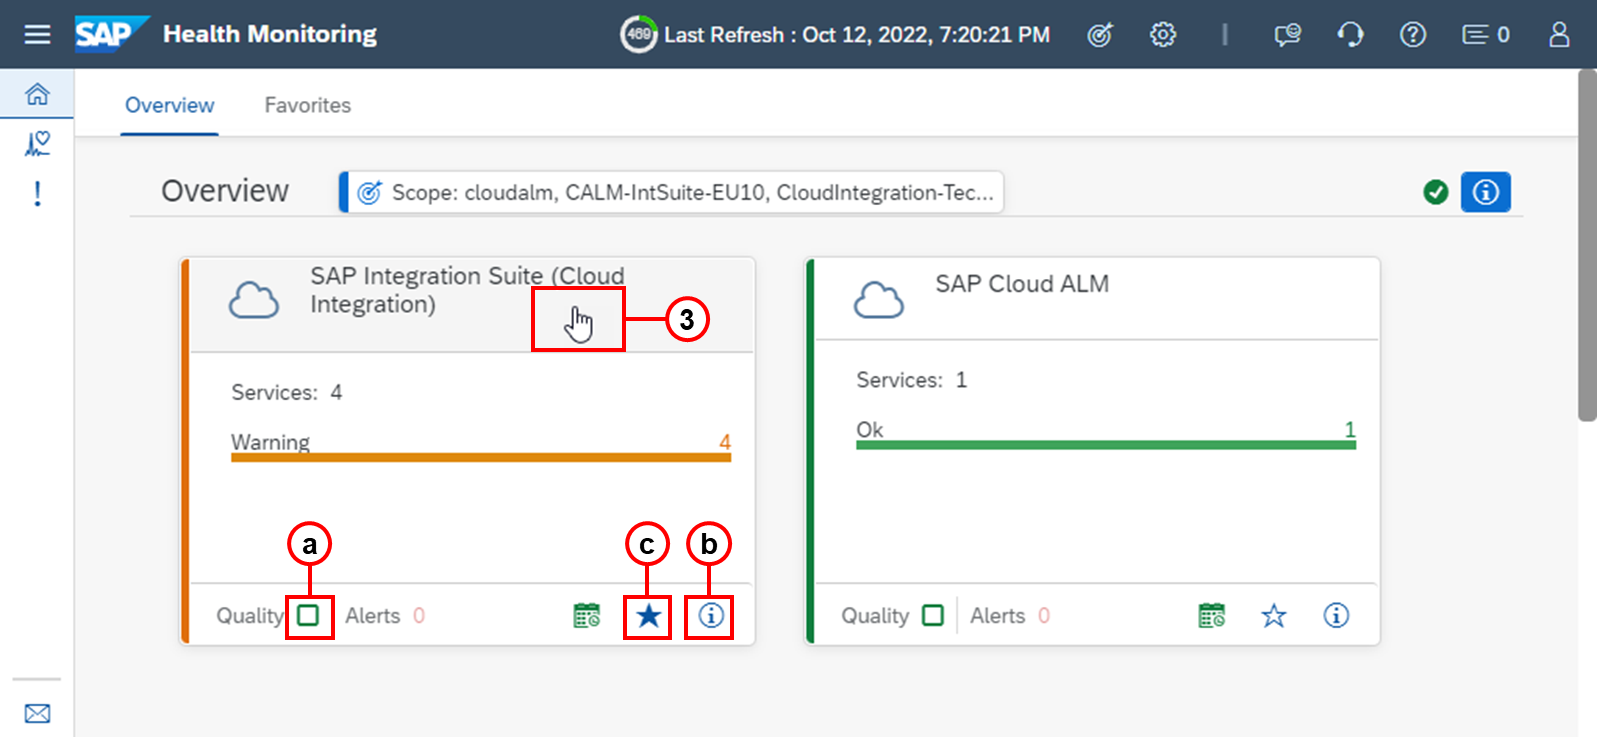 SAP Health Monitoring
469 Last Refresh : Oct 12, 2022, 7:20:21 PM
0
Overview Favorites
Overview
Scope: cloudalm, CALM-IntSuite-EU10, CloudIntegration-Tec...
SAP Integration Suite (Cloud
Integration)
3
Services: 4
Warning 4
a
c
b
Quality Alerts 0
SAP Cloud ALM
Services: 1
Ok 1
Quality Alerts 0